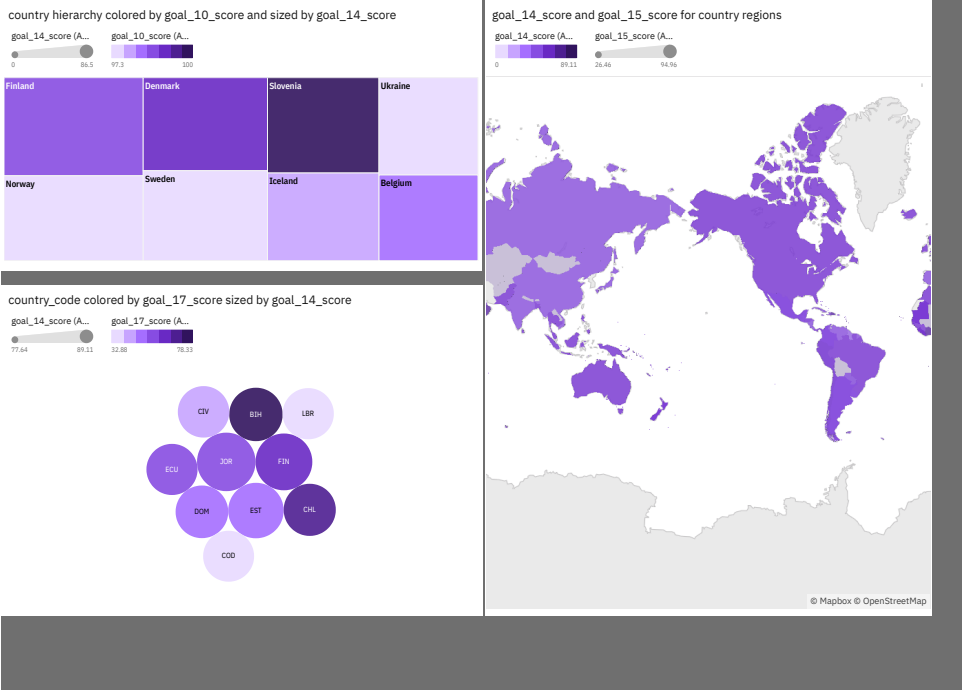 country hierarchy colored by goal_10_score and sized by goal_14_score
goal_14_score (A... goal_10_score (A...
0 86.5 97.3 100
Finland Denmark Slovenia Ukraine
Norway Sweden Iceland Belgium
country_code colored by goal_17_score sized by goal_14_score
goal_14_score (A... goal_17_score (A...
77.64 89.11 32.88 78.33
CIV BIH LBR
ECU JOR FIN
DOM EST CHL
COD
goal_14_score and goal_15_score for country regions
goal_14_score (A... goal_15_score (A...
0 89.11 26.46 94.96
© Mapbox © OpenStreetMap